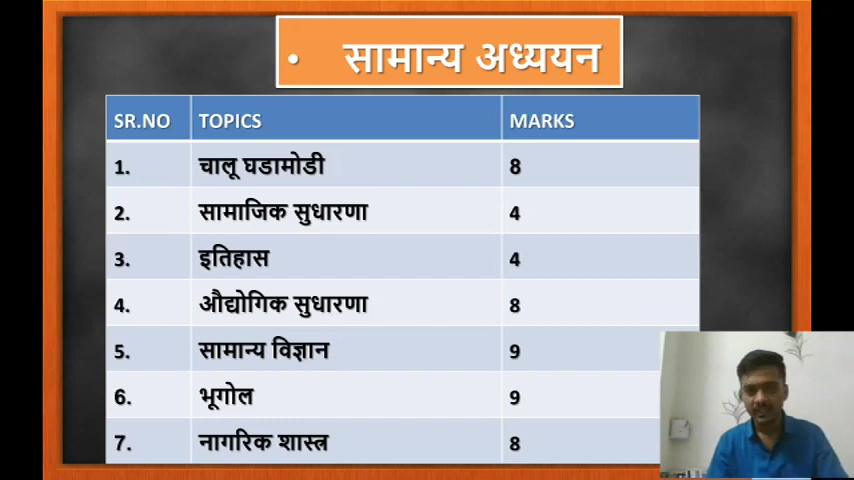 • सामान्य अध्ययन
SR.NO TOPICS MARKS
1. चालू घडामोडी 8
2. सामाजिक सुधारणा 4
3. इतिहास 4
4. औद्योगिक सुधारणा 8
5. सामान्य विज्ञान 9
6. भूगोल 9
7. नागरिक शास्त्र 8